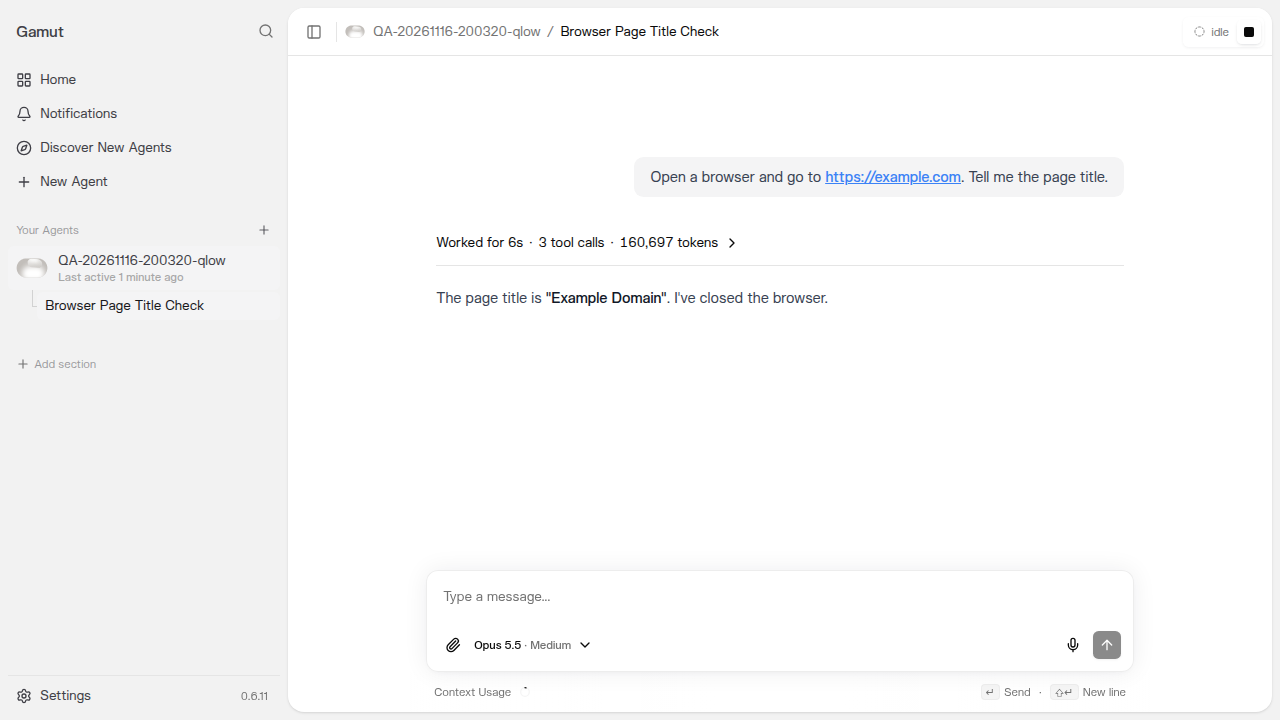 Gamut
Home
Notifications
Discover New Agents
New Agent
Your Agents
QA-20261116-200320-qlow
Last active 1 minute ago
Browser Page Title Check
Add section
Settings
0.6.11
QA-20261116-200320-qlow / Browser Page Title Check
idle
Open a browser and go to https://example.com. Tell me the page title.
Worked for 6s · 3 tool calls · 160,697 tokens
The page title is "Example Domain". I've closed the browser.
Type a message...
Opus 5.5 · Medium
Context Usage
Send · New line